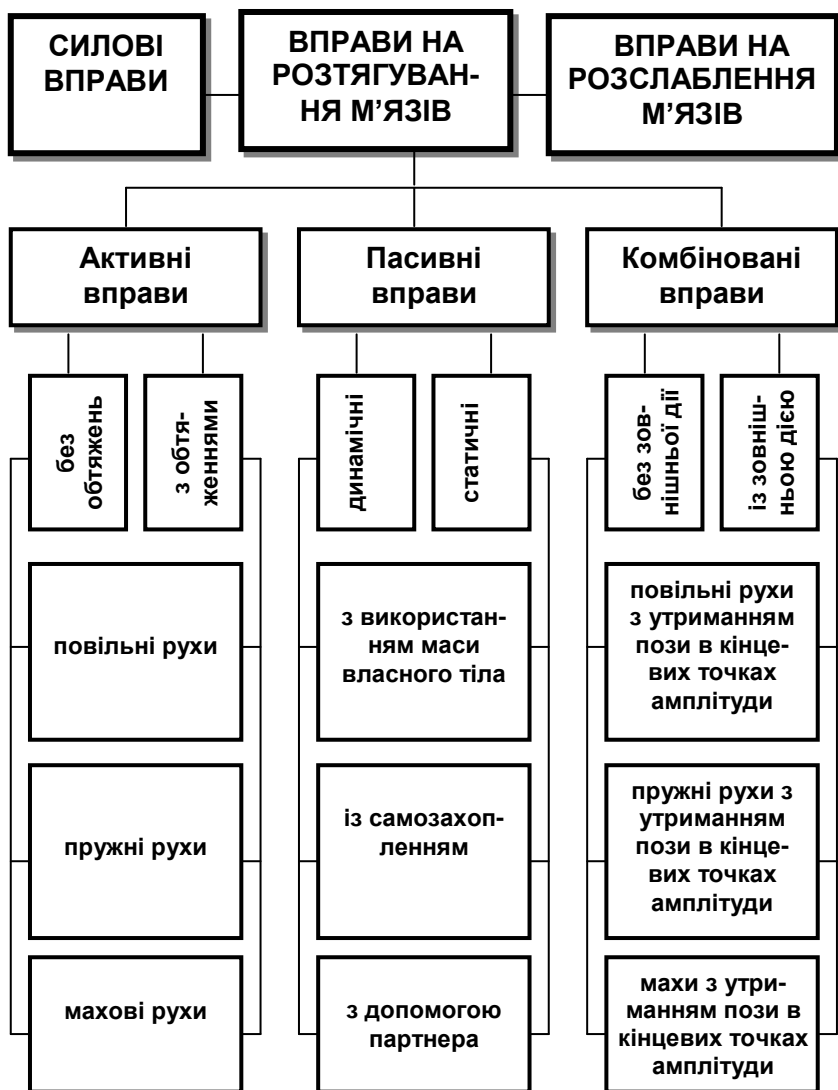 СИЛОВІ
ВПРАВИ
ВПРАВИ НА
РОЗТЯГУВАН-
НЯ М’ЯЗІВ
ВПРАВИ НА
РОЗСЛАБЛЕННЯ
М’ЯЗІВ
Активні
вправи
Пасивні
вправи
Комбіновані
вправи
без
обтяжень
з обтя-
женнями
динамічні
статичні
без зов-
нішньої дії
із зовніш-
ньою дією
повільні рухи
з використан-
ням маси
власного тіла
повільні рухи
з утриманням
пози в кінце-
вих точках
амплітуди
пружні рухи
із самозахоп-
ленням
пружні рухи з
утриманням
пози в кінце-
вих точках
амплітуди
махові рухи
з допомогою
партнера
махи з утри-
манням пози в
кінцевих точках
амплітуди